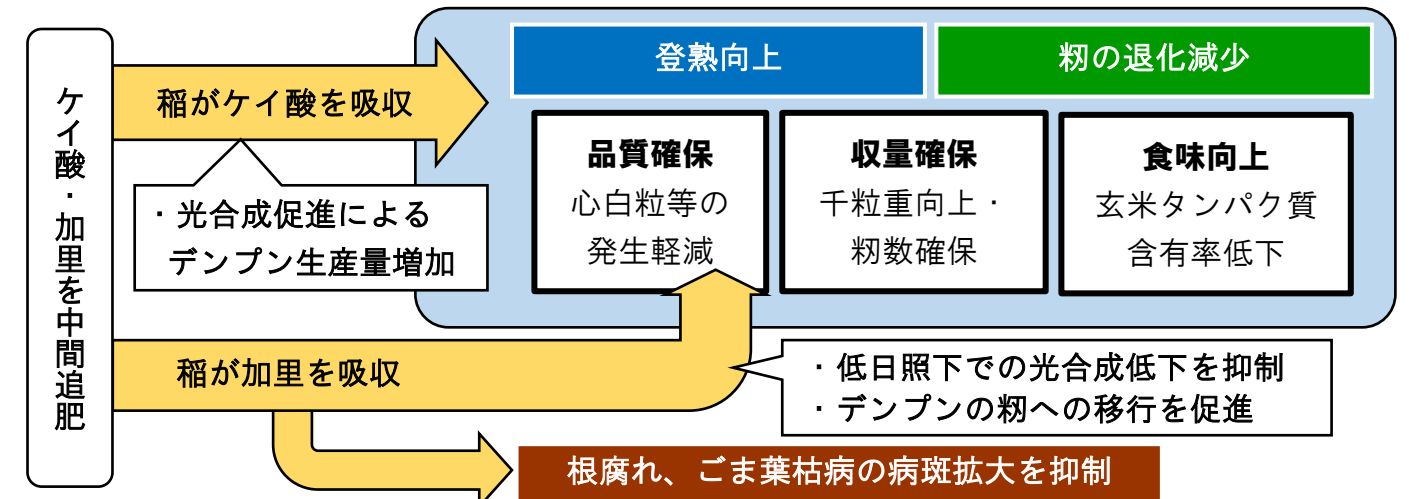 ケイ酸・加里を中間追肥
稲がケイ酸を吸収
・光合成促進による
デンプン生産量増加
登熟向上
籾の退化減少
品質確保
心白粒等の
発生軽減
収量確保
千粒重向上・
籾数確保
食味向上
玄米タンパク質
含有率低下
稲が加里を吸収
・低日照下での光合成低下を抑制
・デンプンの籾への移行を促進
根腐れ、ごま葉枯病の病斑拡大を抑制